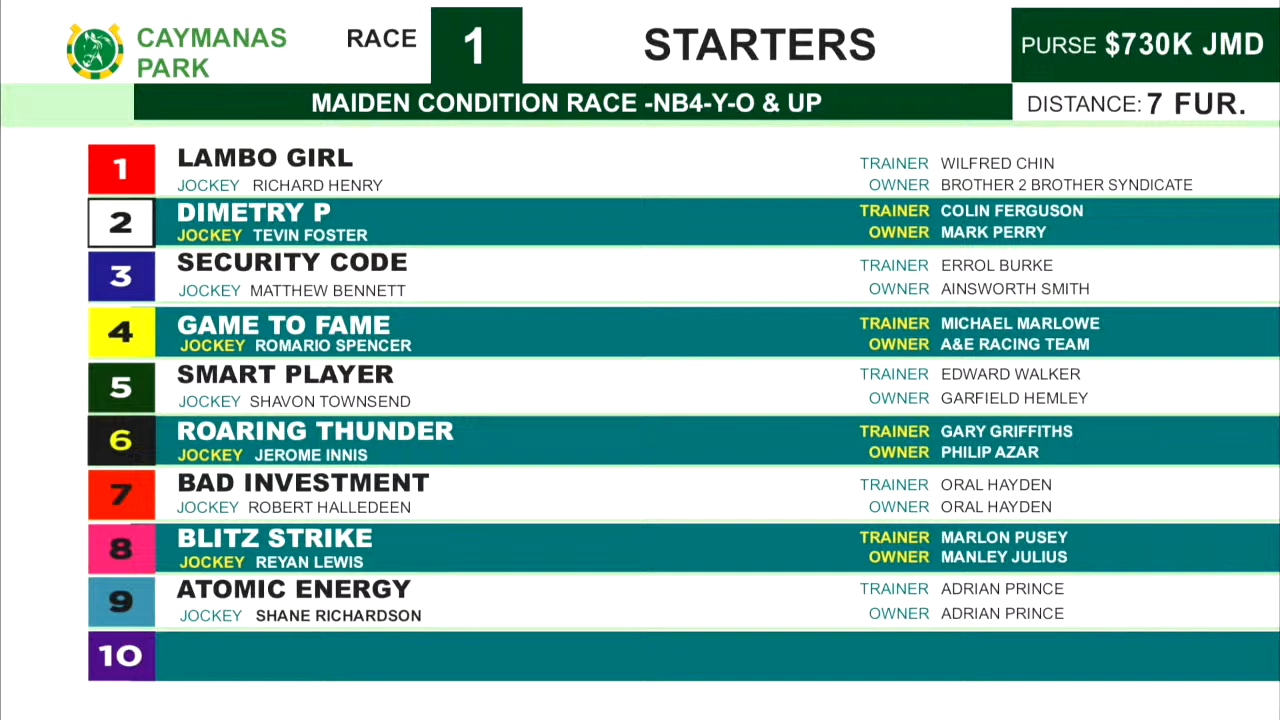 CAYMANAS PARK
RACE 1
STARTERS
PURSE $730K JMD
MAIDEN CONDITION RACE -NB4-Y-O & UP
DISTANCE: 7 FUR.
1 LAMBO GIRL
JOCKEY RICHARD HENRY
TRAINER WILFRED CHIN
OWNER BROTHER 2 BROTHER SYNDICATE
2 DIMETRY P
JOCKEY TEVIN FOSTER
TRAINER COLIN FERGUSON
OWNER MARK PERRY
3 SECURITY CODE
JOCKEY MATTHEW BENNETT
TRAINER ERROL BURKE
OWNER AINSWORTH SMITH
4 GAME TO FAME
JOCKEY ROMARIO SPENCER
TRAINER MICHAEL MARLOWE
OWNER A&E RACING TEAM
5 SMART PLAYER
JOCKEY SHAVON TOWNSEND
TRAINER EDWARD WALKER
OWNER GARFIELD HEMLEY
6 ROARING THUNDER
JOCKEY JEROME INNIS
TRAINER GARY GRIFFITHS
OWNER PHILIP AZAR
7 BAD INVESTMENT
JOCKEY ROBERT HALLEDEEN
TRAINER ORAL HAYDEN
OWNER ORAL HAYDEN
8 BLITZ STRIKE
JOCKEY REYAN LEWIS
TRAINER MARLON PUSEY
OWNER MANLEY JULIUS
9 ATOMIC ENERGY
JOCKEY SHANE RICHARDSON
TRAINER ADRIAN PRINCE
OWNER ADRIAN PRINCE
10